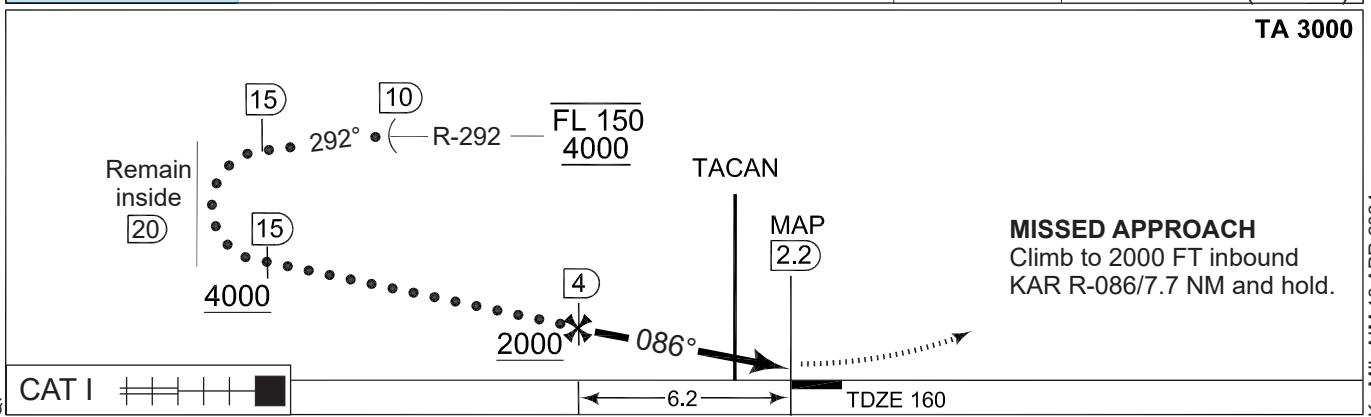 TA 3000
15
10
292°
R-292
FL 150
4000
Remain
inside
20
TACAN
15
MAP
2.2
MISSED APPROACH
Climb to 2000 FT inbound
KAR R-086/7.7 NM and hold.
4000
4
2000
086°
CAT I
6.2
TDZE 160